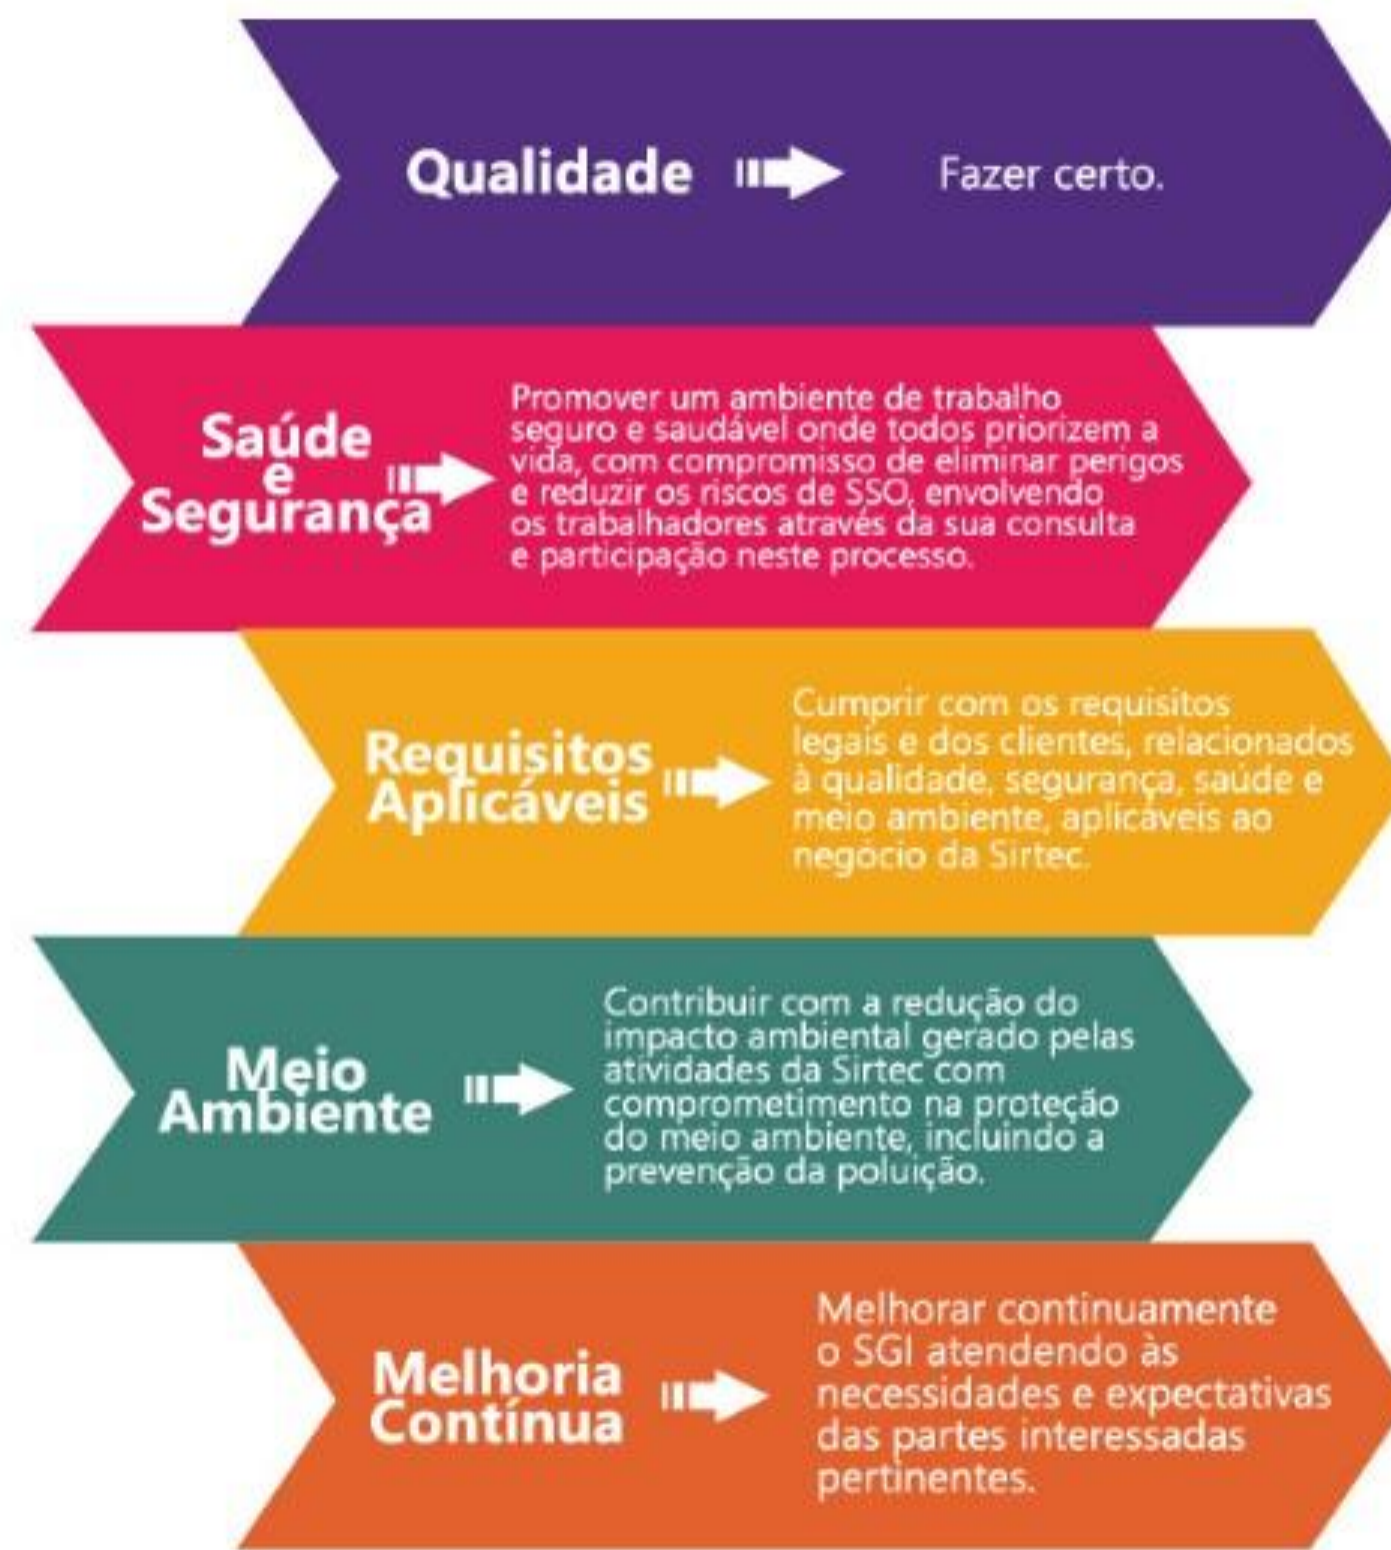 Qualidade
Fazer certo.
Saúde
e
Segurança
Promover um ambiente de trabalho
seguro e saudável onde todos priorizem a
vida, com compromisso de eliminar perigos
e reduzir os riscos de SSO, envolvendo
os trabalhadores através da sua consulta
e participação neste processo.
Requisitos
Aplicáveis
Cumprir com os requisitos
legais e dos clientes, relacionados
à qualidade, segurança, saúde e
meio ambiente, aplicáveis ao
negócio da Sirtec.
Meio
Ambiente
Contribuir com a redução do
impacto ambiental gerado pelas
atividades da Sirtec com
comprometimento na proteção
do meio ambiente, incluindo a
prevenção da poluição.
Melhoria
Contínua
Melhorar continuamente
o SGI atendendo às
necessidades e expectativas
das partes interessadas
pertinentes.